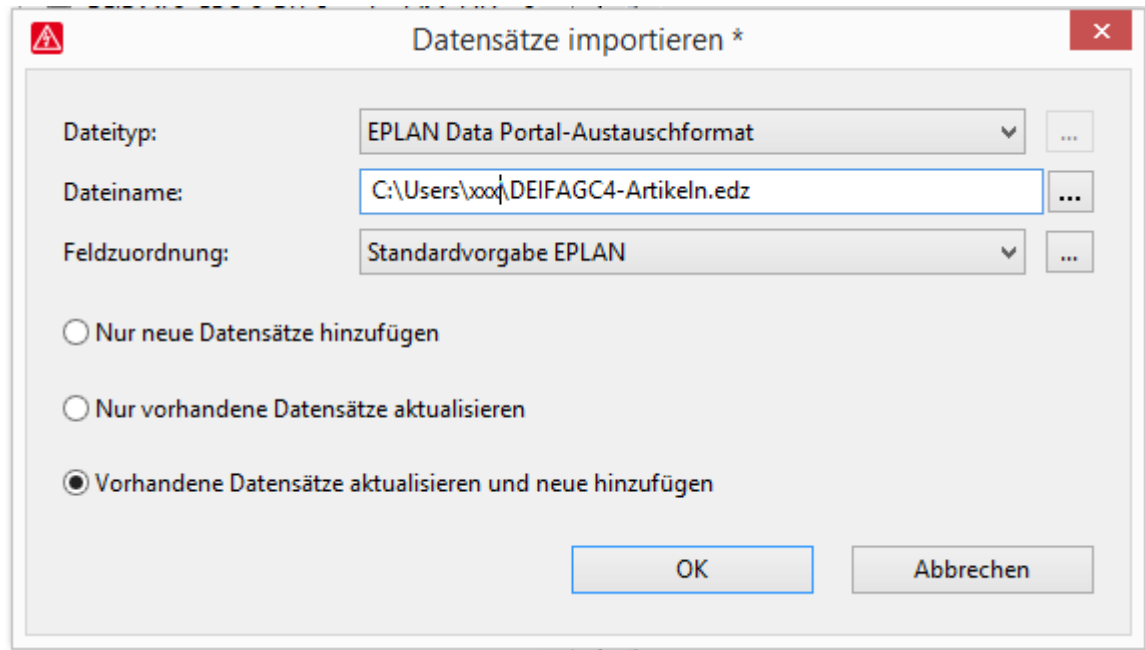 Datensätze importieren *
Dateityp: EPLAN Data Portal-Austauschformat ...
Dateiname: C:\Users\xxx\DEIFAGC4-Artikeln.edz ...
Feldzuordnung: Standardvorgabe EPLAN ...
Nur neue Datensätze hinzufügen
Nur vorhandene Datensätze aktualisieren
Vorhandene Datensätze aktualisieren und neue hinzufügen
OK Abbrechen